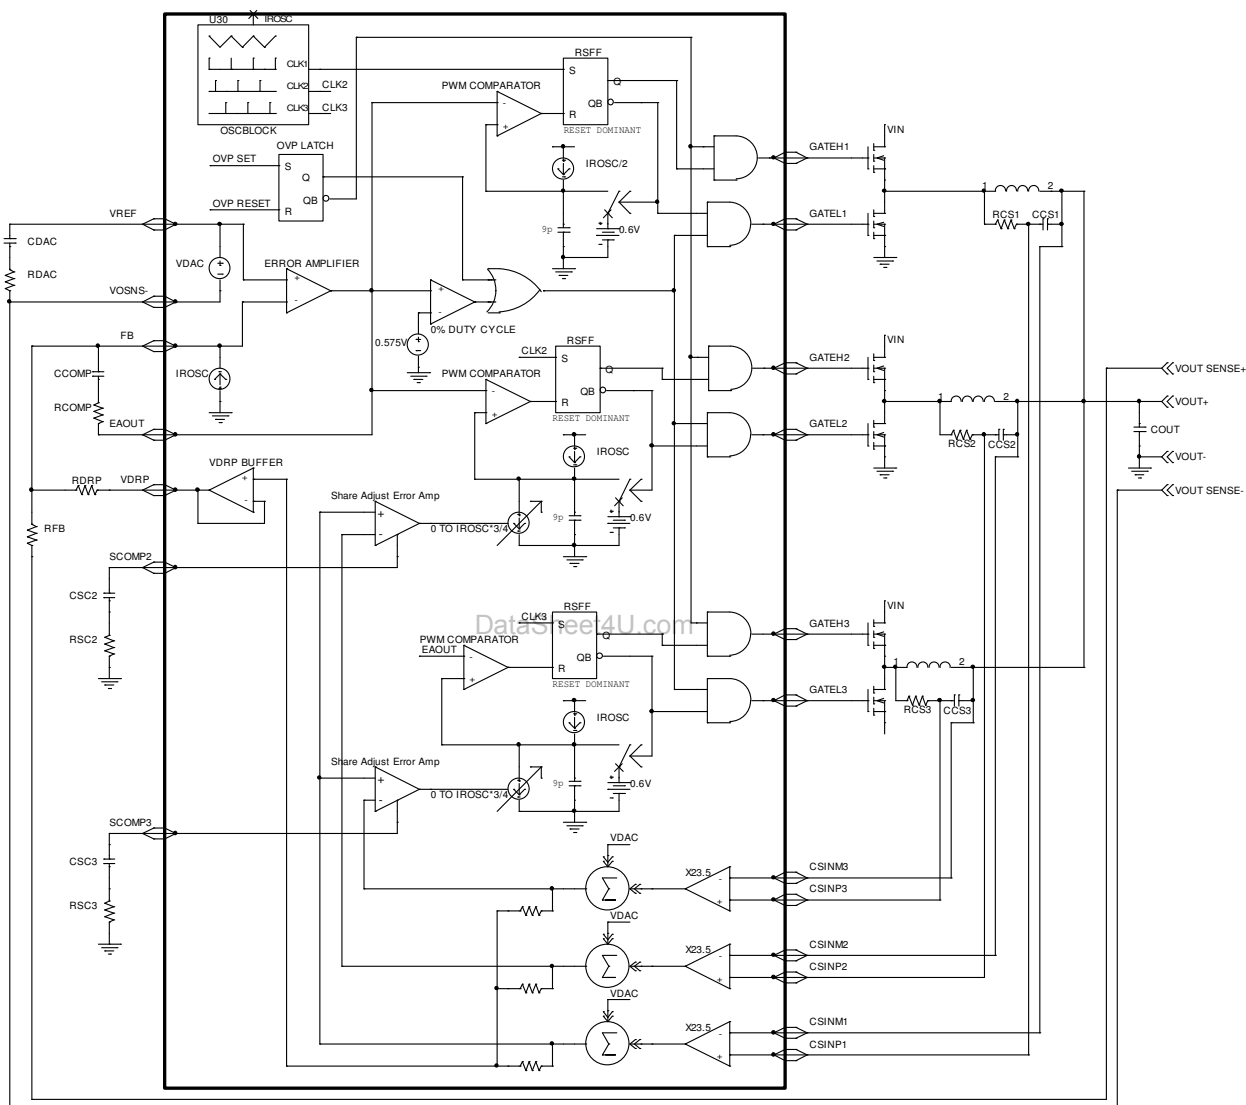 U30
IROSC
CLK1
CLK2
CLK2
CLK3
CLK3
OSCBLOCK
PWM COMPARATOR
-
+
RSFF
S
Q
QB
R
RESET DOMINANT
OVP LATCH
OVP SET
S
Q
QB
OVP RESET
R
IROSC/2
9p
0.6V
VIN
GATEH1
GATEL1
1
2
RCS1
CCS1
VREF
CDAC
RDAC
VDAC
+
-
VOSNS-
ERROR AMPLIFIER
+
-
+
-
0% DUTY CYCLE
0.575V
+
-
FB
CCOMP
IROSC
RCOMP
EAOUT
CLK2
RSFF
S
Q
QB
R
RESET DOMINANT
PWM COMPARATOR
-
+
VIN
GATEH2
GATEL2
1
2
RCS2
CCS2
VOUT SENSE+
VOUT+
COUT
VOUT-
VOUT SENSE-
VDRP BUFFER
+
-
RDRP
VDRP
RFB
IROSC
Share Adjust Error Amp
+
-
0 TO IROSC*3/4
9p
0.6V
SCOMP2
CSC2
RSC2
DataSheet4U.com
CLK3
RSFF
S
Q
QB
R
RESET DOMINANT
PWM COMPARATOR
EAOUT
-
+
VIN
GATEH3
GATEL3
1
2
RCS3
CCS3
IROSC
Share Adjust Error Amp
+
-
0 TO IROSC*3/4
9p
0.6V
SCOMP3
CSC3
RSC3
VDAC
Σ
X23.5
-
+
CSINM3
CSINP3
VDAC
Σ
X23.5
-
+
CSINM2
CSINP2
VDAC
Σ
X23.5
-
+
CSINM1
CSINP1